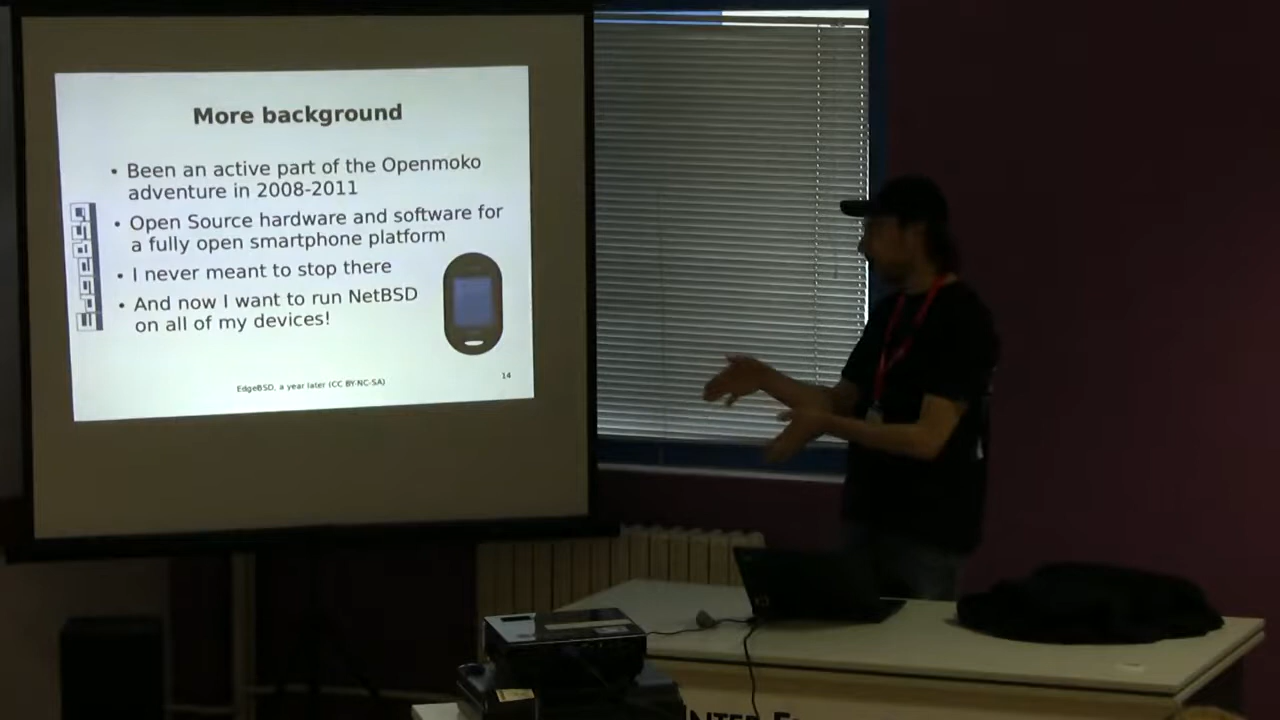 More background
• Been an active part of the Openmoko
adventure in 2008-2011
• Open Source hardware and software for
a fully open smartphone platform
• I never meant to stop there
• And now I want to run NetBSD
on all of my devices!
EdgeBSD, a year later (CC BY-NC-SA)
14